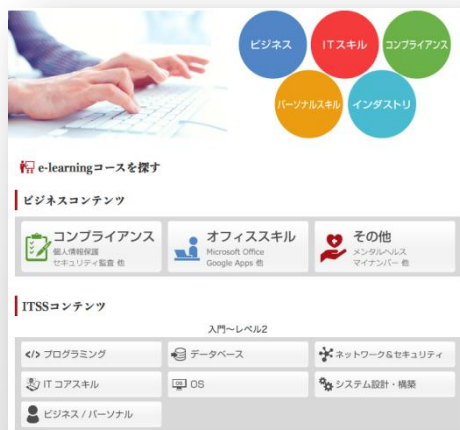 ビジネス
ITスキル
コンプライアンス
パーソナルスキル
インダストリ
e-learningコースを探す
ビジネスコンテンツ
コンプライアンス
個人情報保護
セキュリティ監査 他
オフィススキル
Microsoft Office
Google Apps 他
その他
メンタルヘルス
マイナンバー 他
ITSSコンテンツ
入門～レベル2
</> プログラミング
データベース
ネットワーク&セキュリティ
IT コアスキル
OS
OS
システム設計・構築
ビジネス / パーソナル